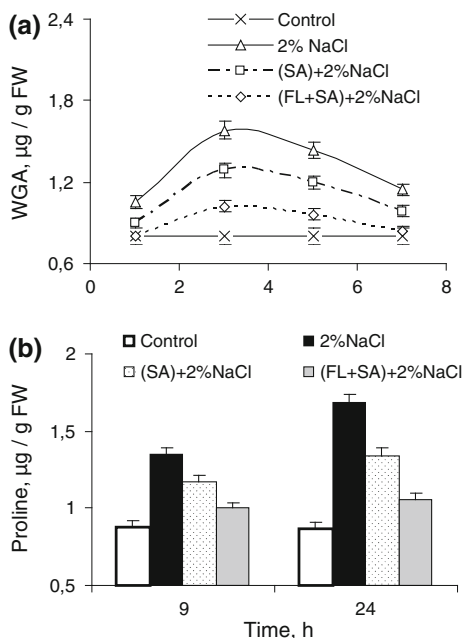 (a)
2,4
1,8
1,2
0,6
WGA, µg / g FW
Control
2% NaCl
(SA)+2%NaCl
(FL+SA)+2%NaCl
0 2 4 6 8
(b)
Control
2%NaCl
(SA)+2%NaCl
(FL+SA)+2%NaCl
2
1,5
1
0,5
Proline, µg / g FW
9 24
Time, h